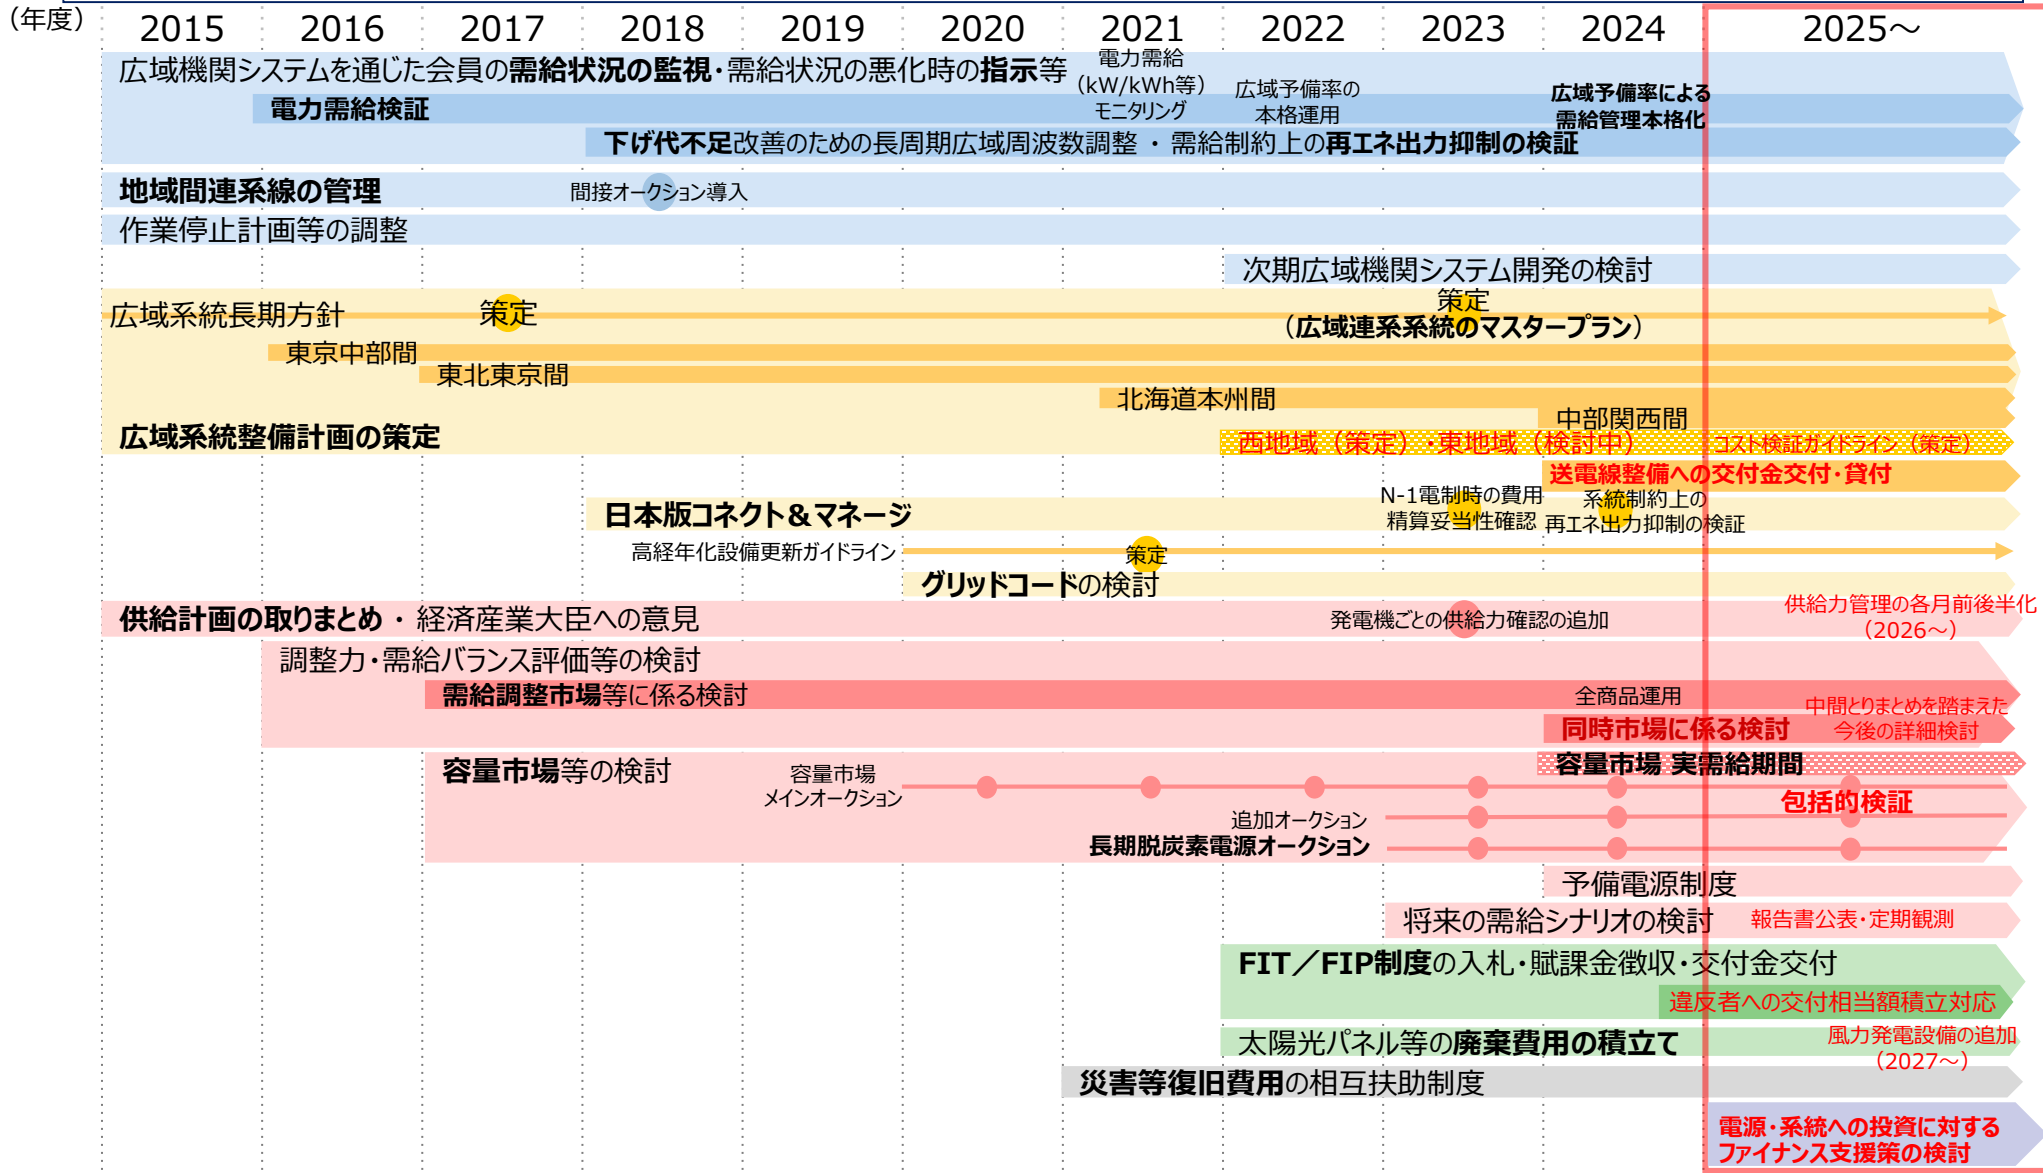 （年度）
2015 2016 2017 2018 2019 2020 2021 2022 2023 2024 2025～
広域機関システムを通じた会員の需給状況の監視・需給状況の悪化時の指示等
電力需給
（kW/kWh等）
モニタリング
広域予備率の
本格運用
広域予備率による
需給管理本格化
電力需給検証
下げ代不足改善のための長周期広域周波数調整・需給制約上の再エネ出力抑制の検証
地域間連系線の管理
間接オークション導入
作業停止計画等の調整
次期広域機関システム開発の検討
広域系統長期方針
策定
策定
（広域連系系統のマスタープラン）
東京中部間
東北東京間
北海道本州間
中部関西間
広域系統整備計画の策定
西地域（策定）・東地域（検討中）
コスト検証ガイドライン（策定）
送電線整備への交付金交付・貸付
日本版コネクト＆マネージ
N-1電制時の費用
精算妥当性確認
系統制約上の
再エネ出力抑制の検証
高経年化設備更新ガイドライン
策定
グリッドコードの検討
供給計画の取りまとめ・経済産業大臣への意見
発電機ごとの供給力確認の追加
供給力管理の各月前後半化
（2026～）
調整力・需給バランス評価等の検討
需給調整市場等に係る検討
全商品運用
同時市場に係る検討
中間とりまとめを踏まえた
今後の詳細検討
容量市場等の検討
容量市場 実需給期間
容量市場
メインオークション
包括的検証
追加オークション
長期脱炭素電源オークション
予備電源制度
将来の需給シナリオの検討
報告書公表・定期観測
FIT／FIP制度の入札・賦課金徴収・交付金交付
違反者への交付相当額積立対応
太陽光パネル等の廃棄費用の積立て
風力発電設備の追加
（2027～）
災害等復旧費用の相互扶助制度
電源・系統への投資に対する
ファイナンス支援策の検討